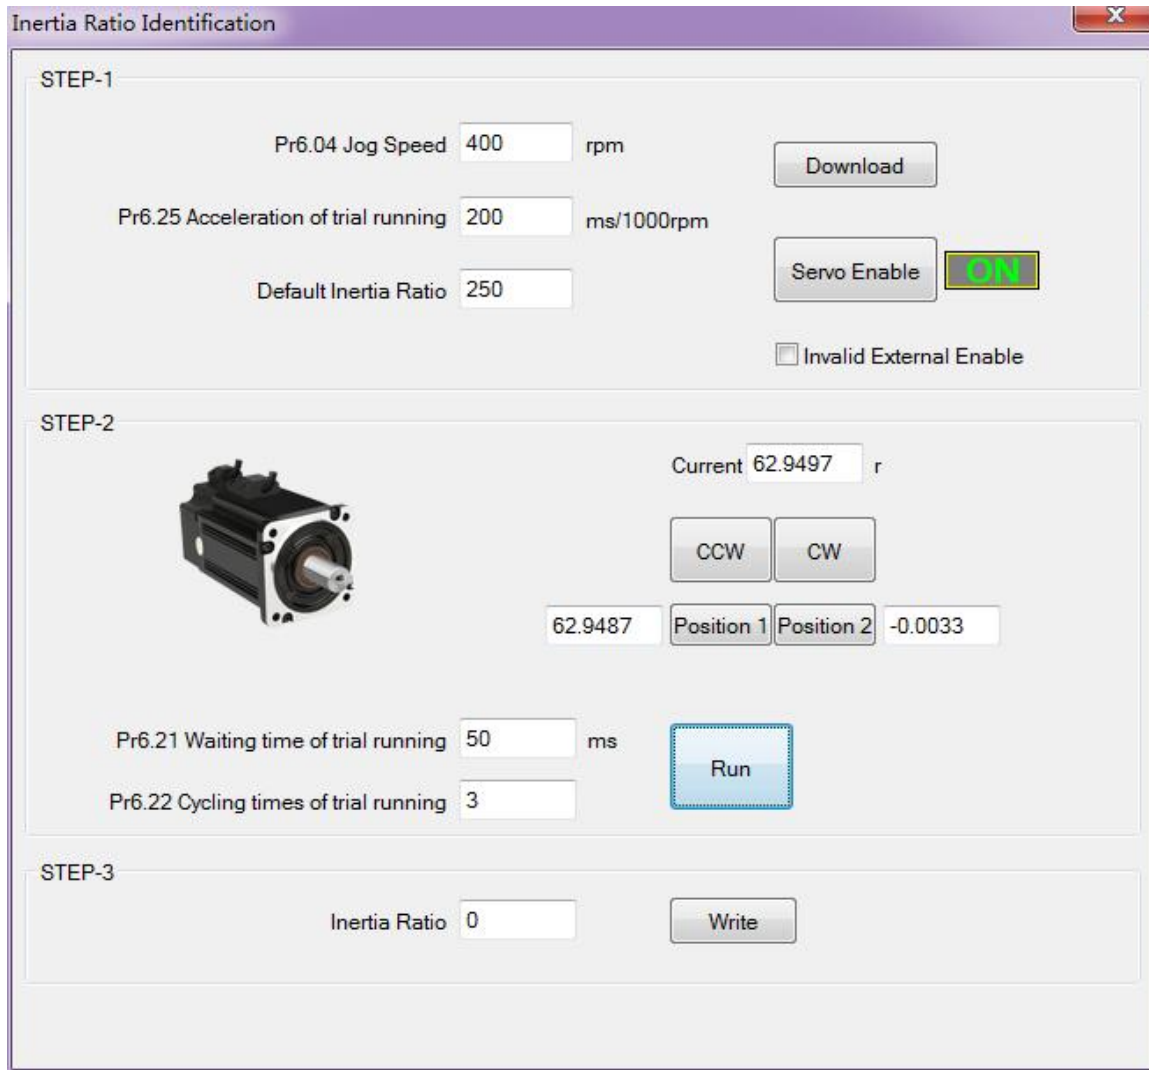 Inertia Ratio Identification
STEP-1
Pr6.04 Jog Speed 400 rpm
Download
Pr6.25 Acceleration of trial running 200 ms/1000rpm
Servo Enable ON
Default Inertia Ratio 250
Invalid External Enable
STEP-2
Current 62.9497 r
CCW CW
62.9487 Position 1 Position 2 -0.0033
Pr6.21 Waiting time of trial running 50 ms
Run
Pr6.22 Cycling times of trial running 3
STEP-3
Inertia Ratio 0 Write